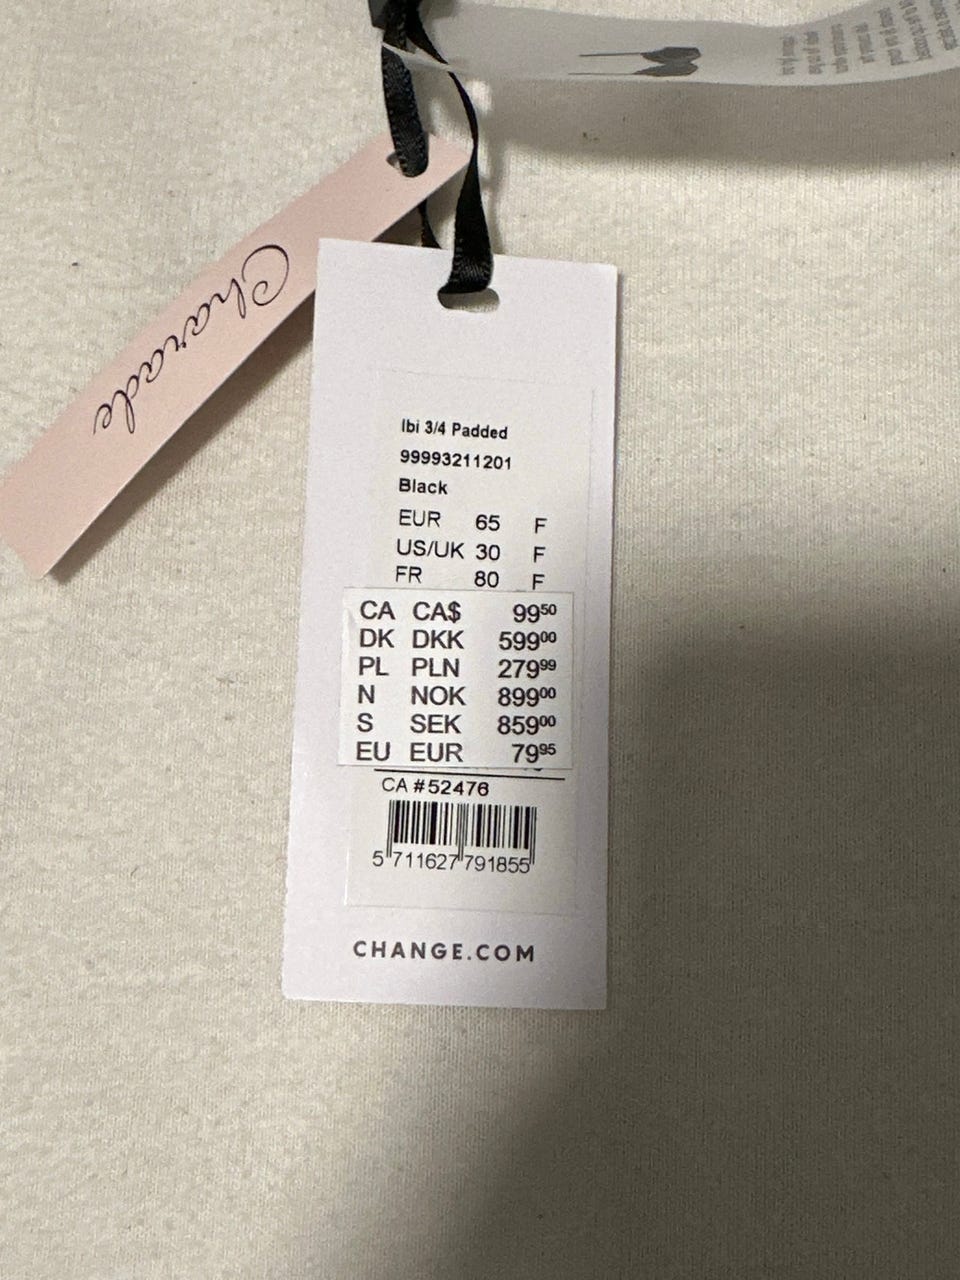 Charade
Ibi 3/4 Padded
99993211201
Black
EUR 65 F
US/UK 30 F
FR 80 F
CA CA$ 99⁵⁰
DK DKK 599⁰⁰
PL PLN 279⁹⁹
N NOK 899⁰⁰
S SEK 859⁰⁰
EU EUR 79⁹⁵
CA #52476
5 711627 791855
CHANGE.COM